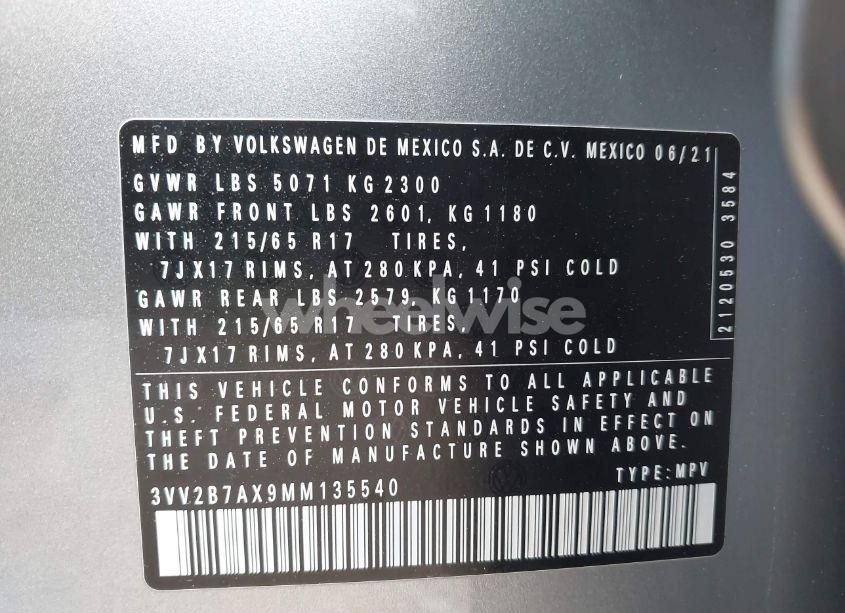 MFD BY VOLKSWAGEN DE MEXICO S.A. DE C.V. MEXICO 06/21
GVWR LBS 5071 KG 2300
GAWR FRONT LBS 2601, KG 1180
WITH 215/65 R17 TIRES,
7JX17 RIMS, AT 280 KPA, 41 PSI COLD
GAWR REAR LBS 2579, KG 1170
WITH 215/65 R17 TIRES,
7JX17 RIMS, AT 280 KPA, 41 PSI COLD
2120530 3584
wheelwise
THIS VEHICLE CONFORMS TO ALL APPLICABLE
U.S. FEDERAL MOTOR VEHICLE SAFETY AND
THEFT PREVENTION STANDARDS IN EFFECT ON
THE DATE OF MANUFACTURE SHOWN ABOVE.
TYPE: MPV
3VV2B7AX9MM135540